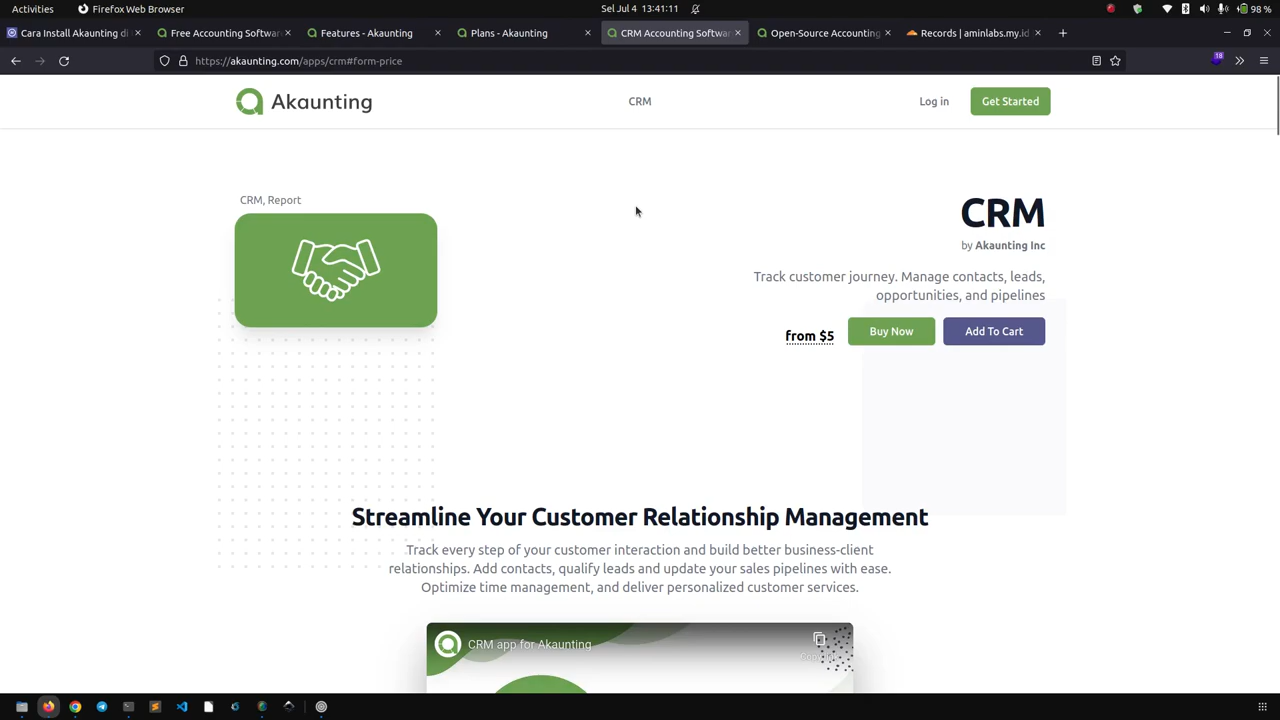 Activities
Firefox Web Browser
Sel Jul 4 13:41:11
98 %
Cara Install Akaunting di
Free Accounting Softwar
Features - Akaunting
Plans - Akaunting
CRM Accounting Softwar
Open-Source Accounting
Records | aminlabs.my.id
https://akaunting.com/apps/crm#form-price
18
Akaunting
CRM
Log in
Get Started
CRM, Report
CRM
by Akaunting Inc
Track customer journey. Manage contacts, leads,
opportunities, and pipelines
from $5
Buy Now
Add To Cart
Streamline Your Customer Relationship Management
Track every step of your customer interaction and build better business-client
relationships. Add contacts, qualify leads and update your sales pipelines with ease.
Optimize time management, and deliver personalized customer services.
CRM app for Akaunting